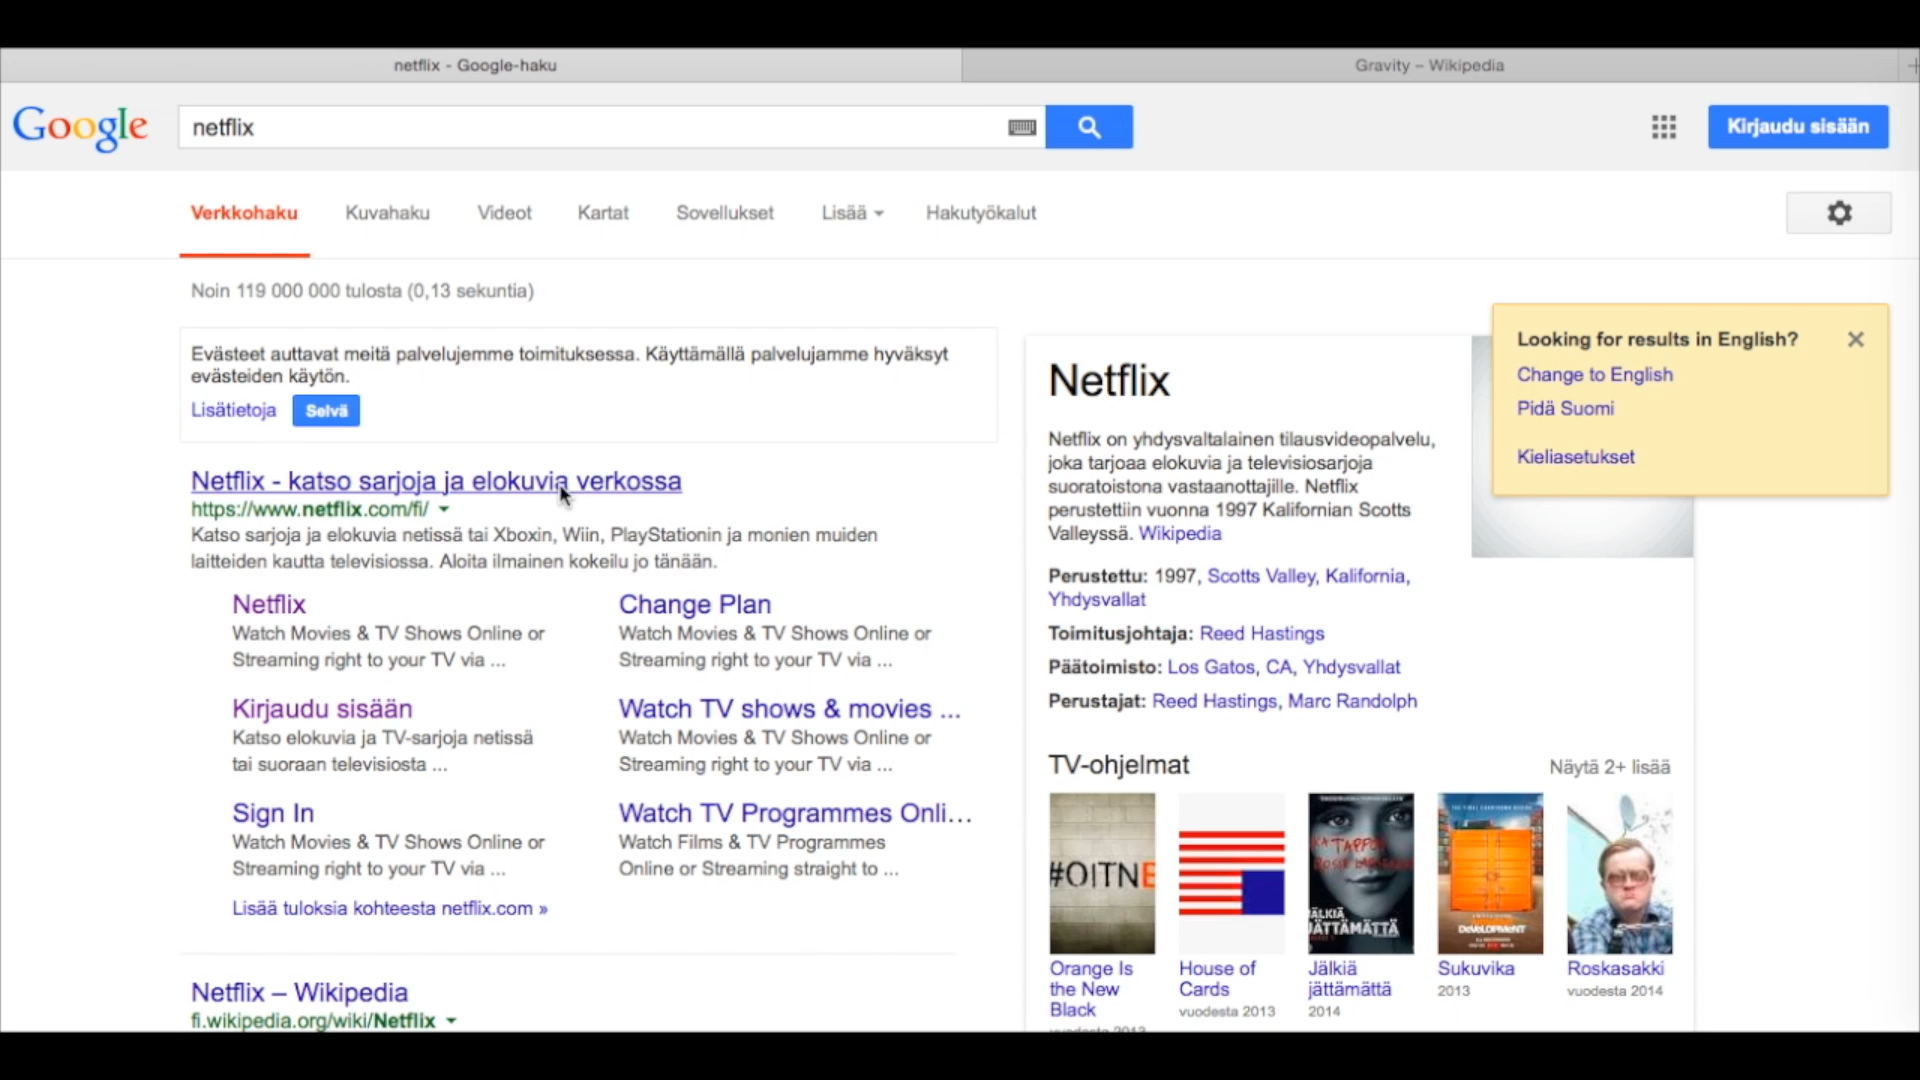 netflix - Google-haku
Gravity – Wikipedia
Google
netflix
Kirjaudu sisään
Verkkohaku Kuvahaku Videot Kartat Sovellukset Lisää Hakutyökalut
Noin 119 000 000 tulosta (0,13 sekuntia)
Evästeet auttavat meitä palvelujemme toimituksessa. Käyttämällä palvelujamme hyväksyt
evästeiden käytön.
Lisätietoja Selvä
Netflix - katso sarjoja ja elokuvia verkossa
https://www.netflix.com/fi/
Katso sarjoja ja elokuvia netissä tai Xboxin, Wiin, PlayStationin ja monien muiden
laitteiden kautta televisiossa. Aloita ilmainen kokeilu jo tänään.
Netflix
Watch Movies & TV Shows Online or
Streaming right to your TV via ...
Change Plan
Watch Movies & TV Shows Online or
Streaming right to your TV via ...
Kirjaudu sisään
Katso elokuvia ja TV-sarjoja netissä
tai suoraan televisiosta ...
Watch TV shows & movies ...
Watch Movies & TV Shows Online or
Streaming right to your TV via ...
Sign In
Watch Movies & TV Shows Online or
Streaming right to your TV via ...
Watch TV Programmes Onli...
Watch Films & TV Programmes
Online or Streaming straight to ...
Lisää tuloksia kohteesta netflix.com »
Netflix – Wikipedia
fi.wikipedia.org/wiki/Netflix
Looking for results in English?
Change to English
Pidä Suomi
Kieliasetukset
Netflix
Netflix on yhdysvaltalainen tilausvideopalvelu,
joka tarjoaa elokuvia ja televisiosarjoja
suoratoistona vastaanottajille. Netflix
perustettiin vuonna 1997 Kalifornian Scotts
Valleyssä. Wikipedia
Perustettu: 1997, Scotts Valley, Kalifornia,
Yhdysvallat
Toimitusjohtaja: Reed Hastings
Päätoimisto: Los Gatos, CA, Yhdysvallat
Perustajat: Reed Hastings, Marc Randolph
TV-ohjelmat
Näytä 2+ lisää
#OITNB
JÄLKIÄ
JÄTTÄMÄTTÄ
DEVELOPMENT
Orange Is
the New
Black
vuodesta 2013
House of
Cards
vuodesta 2013
Jälkiä
jättämättä
2014
Sukuvika
2013
Roskasakki
vuodesta 2014